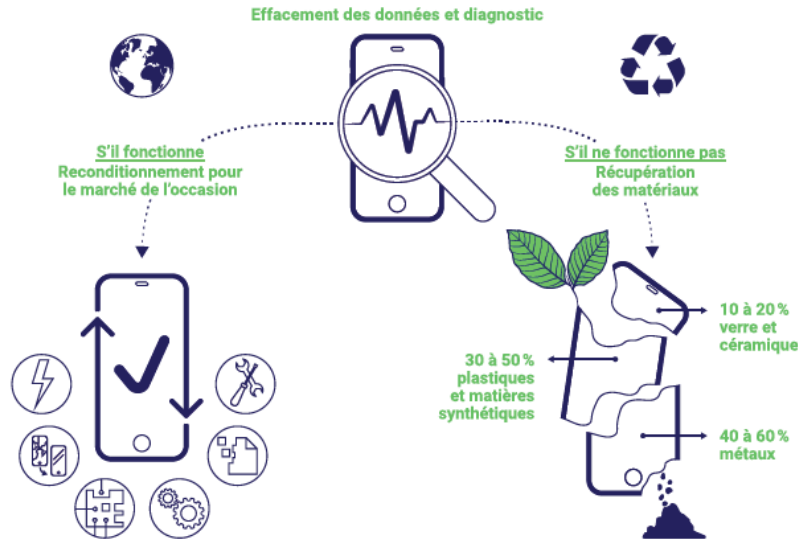 Effacement des données et diagnostic
S'il fonctionne
Reconditionnement pour
le marché de l'occasion
S'il ne fonctionne pas
Récupération
des matériaux
10 à 20 %
verre et
céramique
30 à 50 %
plastiques
et matières
synthétiques
40 à 60 %
métaux